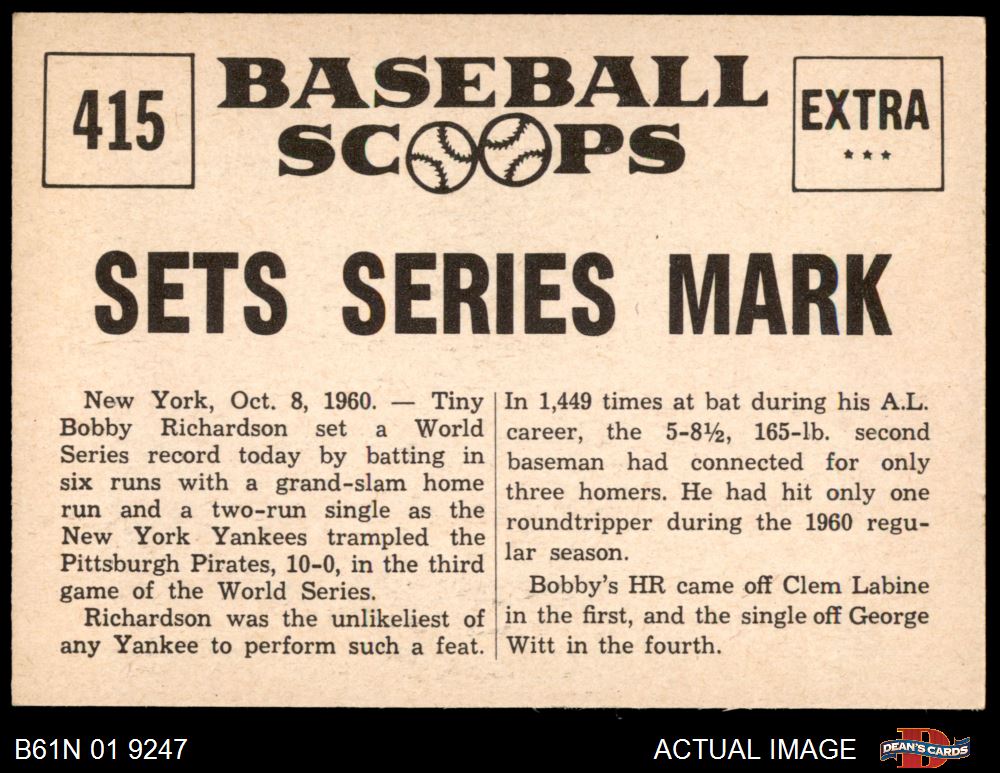 415
BASEBALL
SCOOPS
EXTRA
***
SETS SERIES MARK
New York, Oct. 8, 1960. — Tiny
Bobby Richardson set a World
Series record today by batting in
six runs with a grand-slam home
run and a two-run single as the
New York Yankees trampled the
Pittsburgh Pirates, 10-0, in the third
game of the World Series.
Richardson was the unlikeliest of
any Yankee to perform such a feat.
In 1,449 times at bat during his A.L.
career, the 5-8½, 165-lb. second
baseman had connected for only
three homers. He had hit only one
roundtripper during the 1960 regu-
lar season.
Bobby's HR came off Clem Labine
in the first, and the single off George
Witt in the fourth.
B61N 01 9247
ACTUAL IMAGE
DEAN'S CARDS